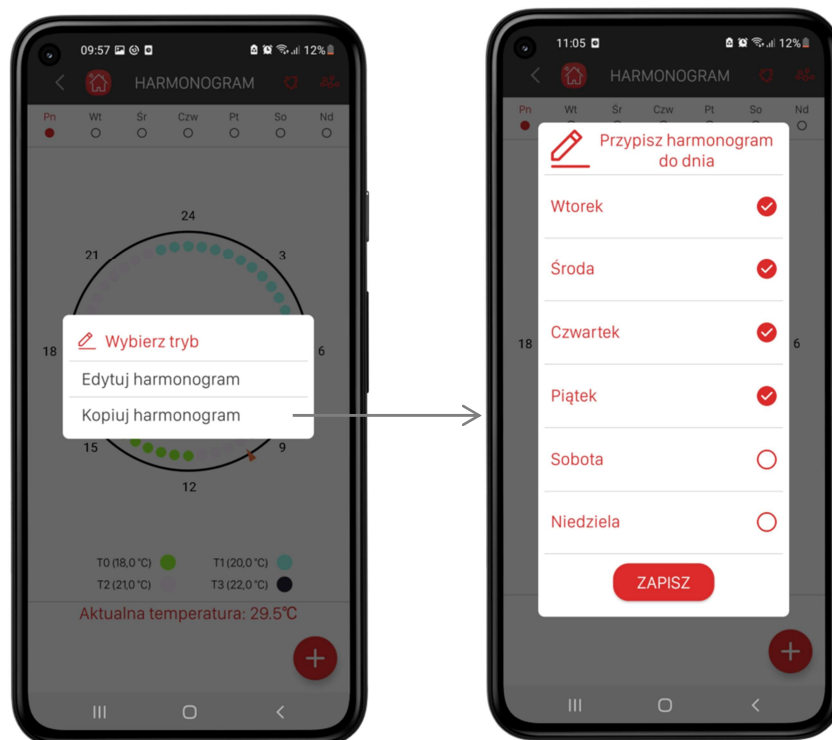 09:57 12%
HARMONOGRAM
Pn Wt Śr Czw Pt So Nd
24
21 3
18 6
Wybierz tryb
Edytuj harmonogram
Kopiuj harmonogram
15 9
12
T0 (18,0 °C) T1 (20,0 °C)
T2 (21,0 °C) T3 (22,0 °C)
Aktualna temperatura: 29.5°C
11:05 12%
HARMONOGRAM
Pn Wt Śr Czw Pt So Nd
Przypisz harmonogram
do dnia
Wtorek
Środa
18 Czwartek 6
Piątek
Sobota
Niedziela
ZAPISZ